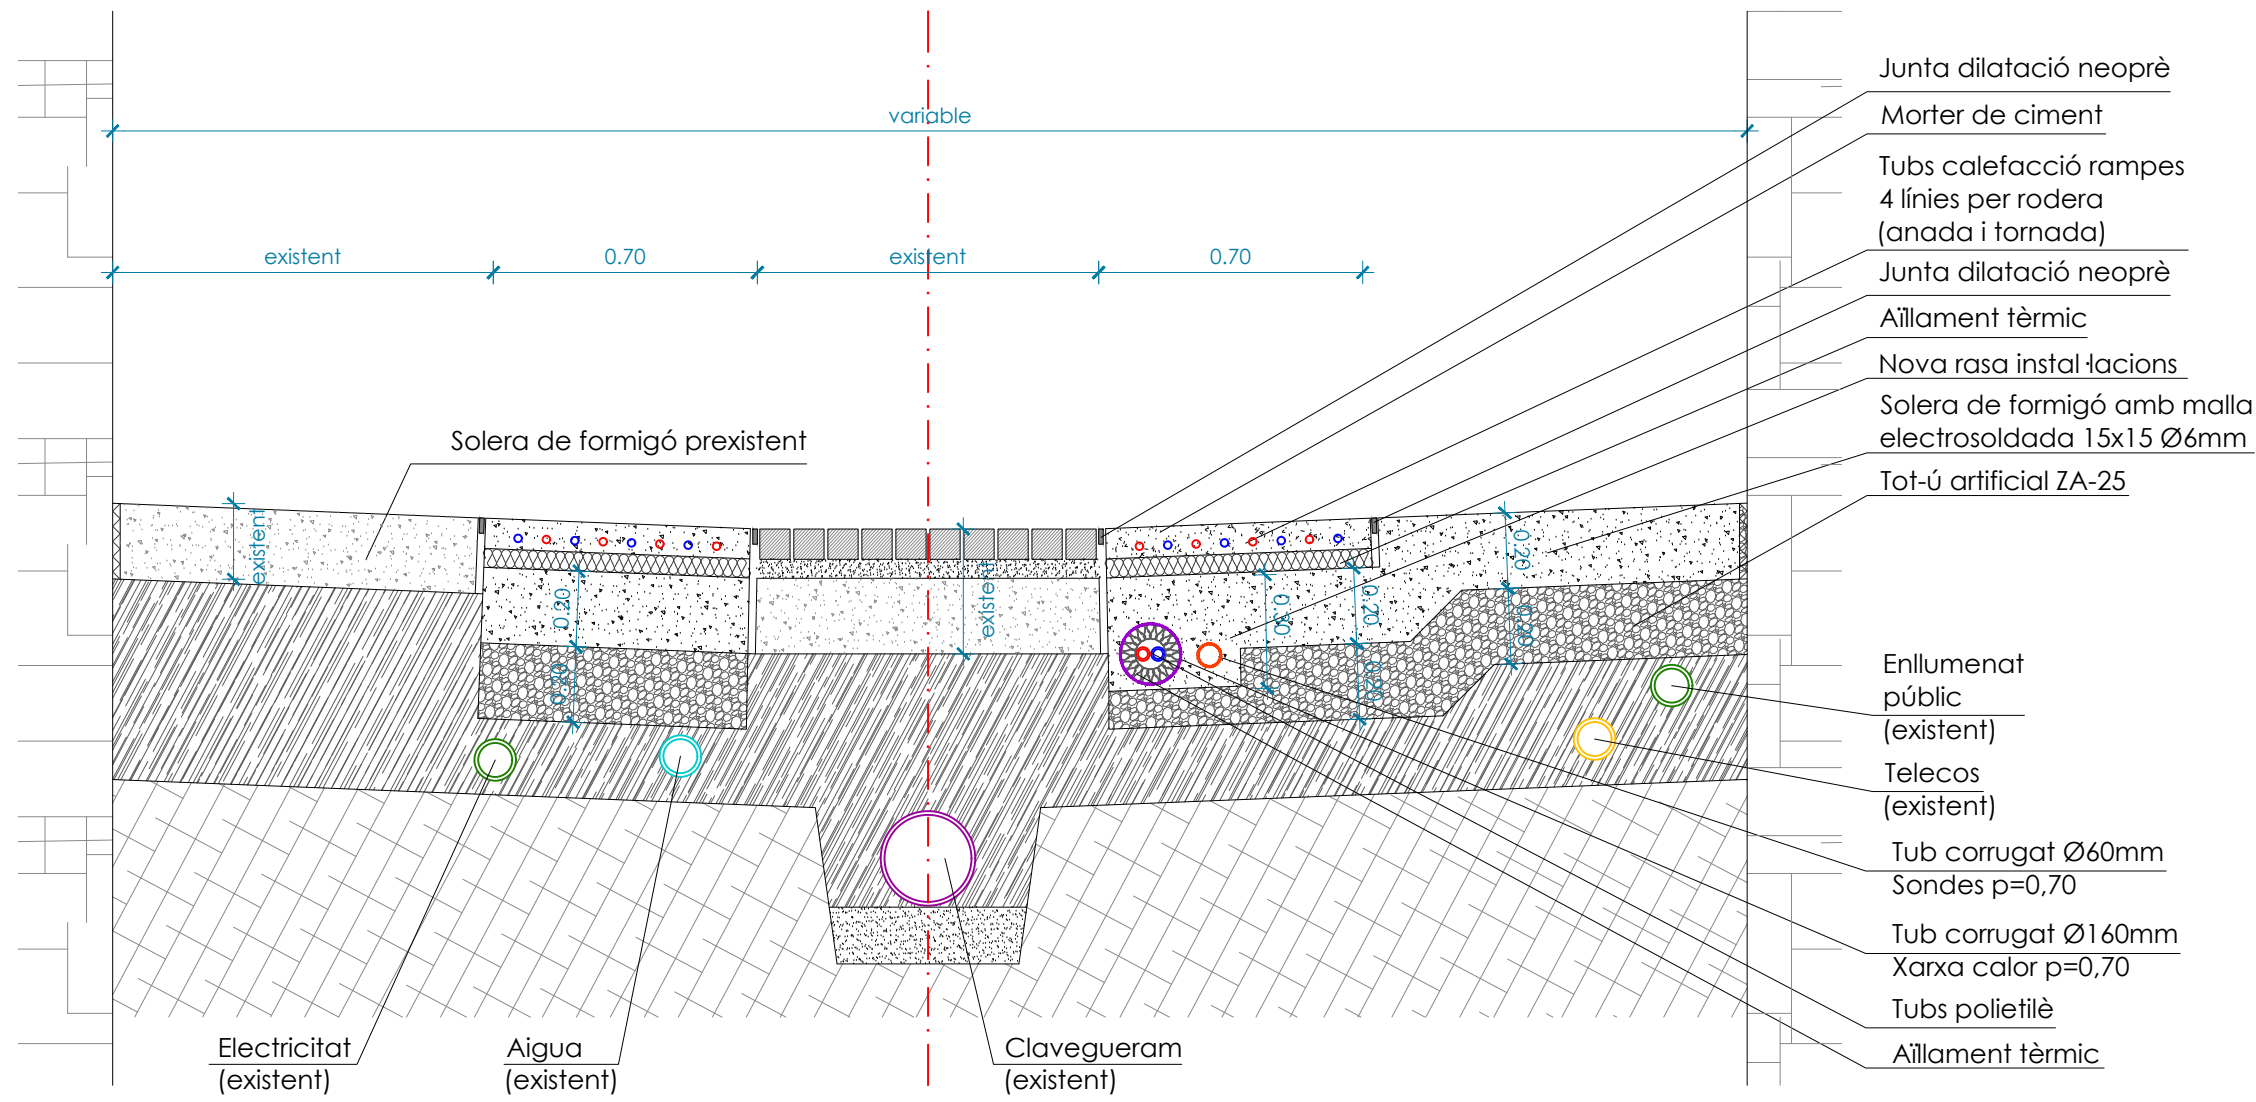 Junta dilatació neoprè
Morter de ciment
variable
Tubs calefacció rampes
4 línies per rodera
(anada i tornada)
existent
0.70
existent
0.70
Junta dilatació neoprè
Aïllament tèrmic
Nova rasa instal·lacions
Solera de formigó amb malla
electrosoldada 15x15 Ø6mm
Solera de formigó prexistent
Tot-ú artificial ZA-25
existent
0.20
0.20
existent
0.30
0.20
0.20
0.20
0.20
Enllumenat
públic
(existent)
Telecos
(existent)
Tub corrugat Ø60mm
Sondes p=0,70
Tub corrugat Ø160mm
Xarxa calor p=0,70
Tubs polietilè
Aïllament tèrmic
Electricitat
(existent)
Aigua
(existent)
Clavegueram
(existent)